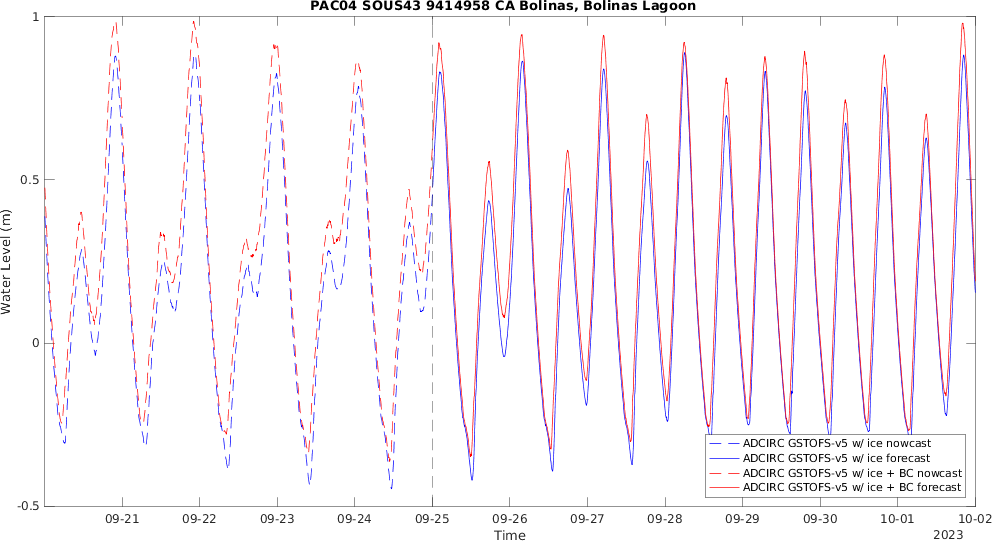 PAC04 SOUS43 9414958 CA Bolinas, Bolinas Lagoon
1
0.5
0
-0.5
Water Level (m)
09-21 09-22 09-23 09-24 09-25 09-26 09-27 09-28 09-29 09-30 10-01 10-02
2023
Time
ADCIRC GSTOFS-v5 w/ ice nowcast
ADCIRC GSTOFS-v5 w/ ice forecast
ADCIRC GSTOFS-v5 w/ ice + BC nowcast
ADCIRC GSTOFS-v5 w/ ice + BC forecast